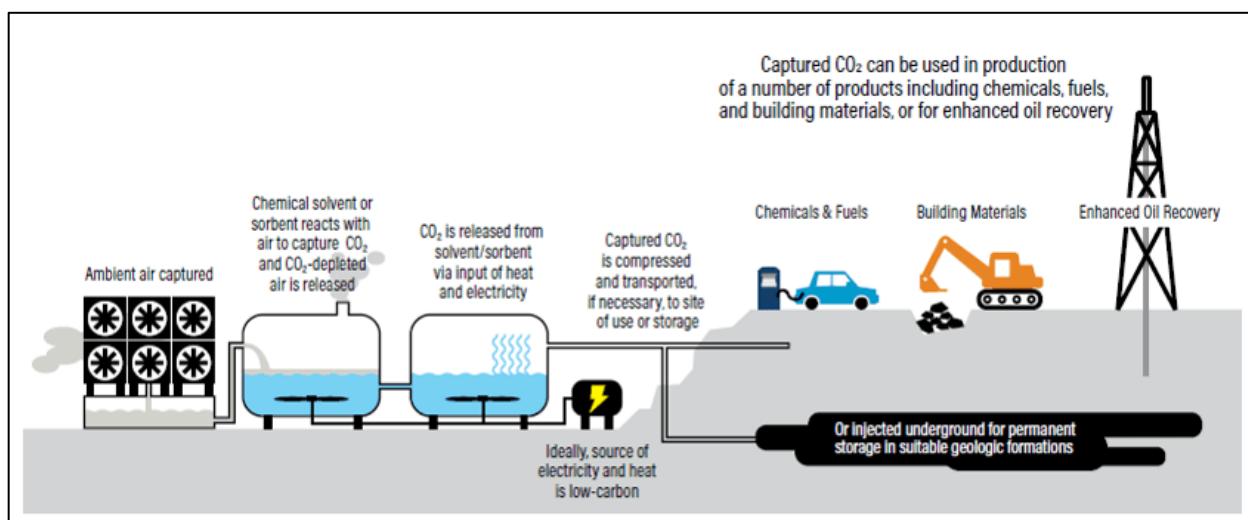 Captured CO₂ can be used in production
of a number of products including chemicals, fuels,
and building materials, or for enhanced oil recovery
Ambient air captured
Chemical solvent or
sorbent reacts with
air to capture CO₂
and CO₂-depleted
air is released
CO₂ is released from
solvent/sorbent
via input of heat
and electricity
Captured CO₂
is compressed
and transported,
if necessary, to site
of use or storage
Chemicals & Fuels
Building Materials
Enhanced Oil Recovery
Ideally, source of
electricity and heat
is low-carbon
Or injected underground for permanent
storage in suitable geologic formations